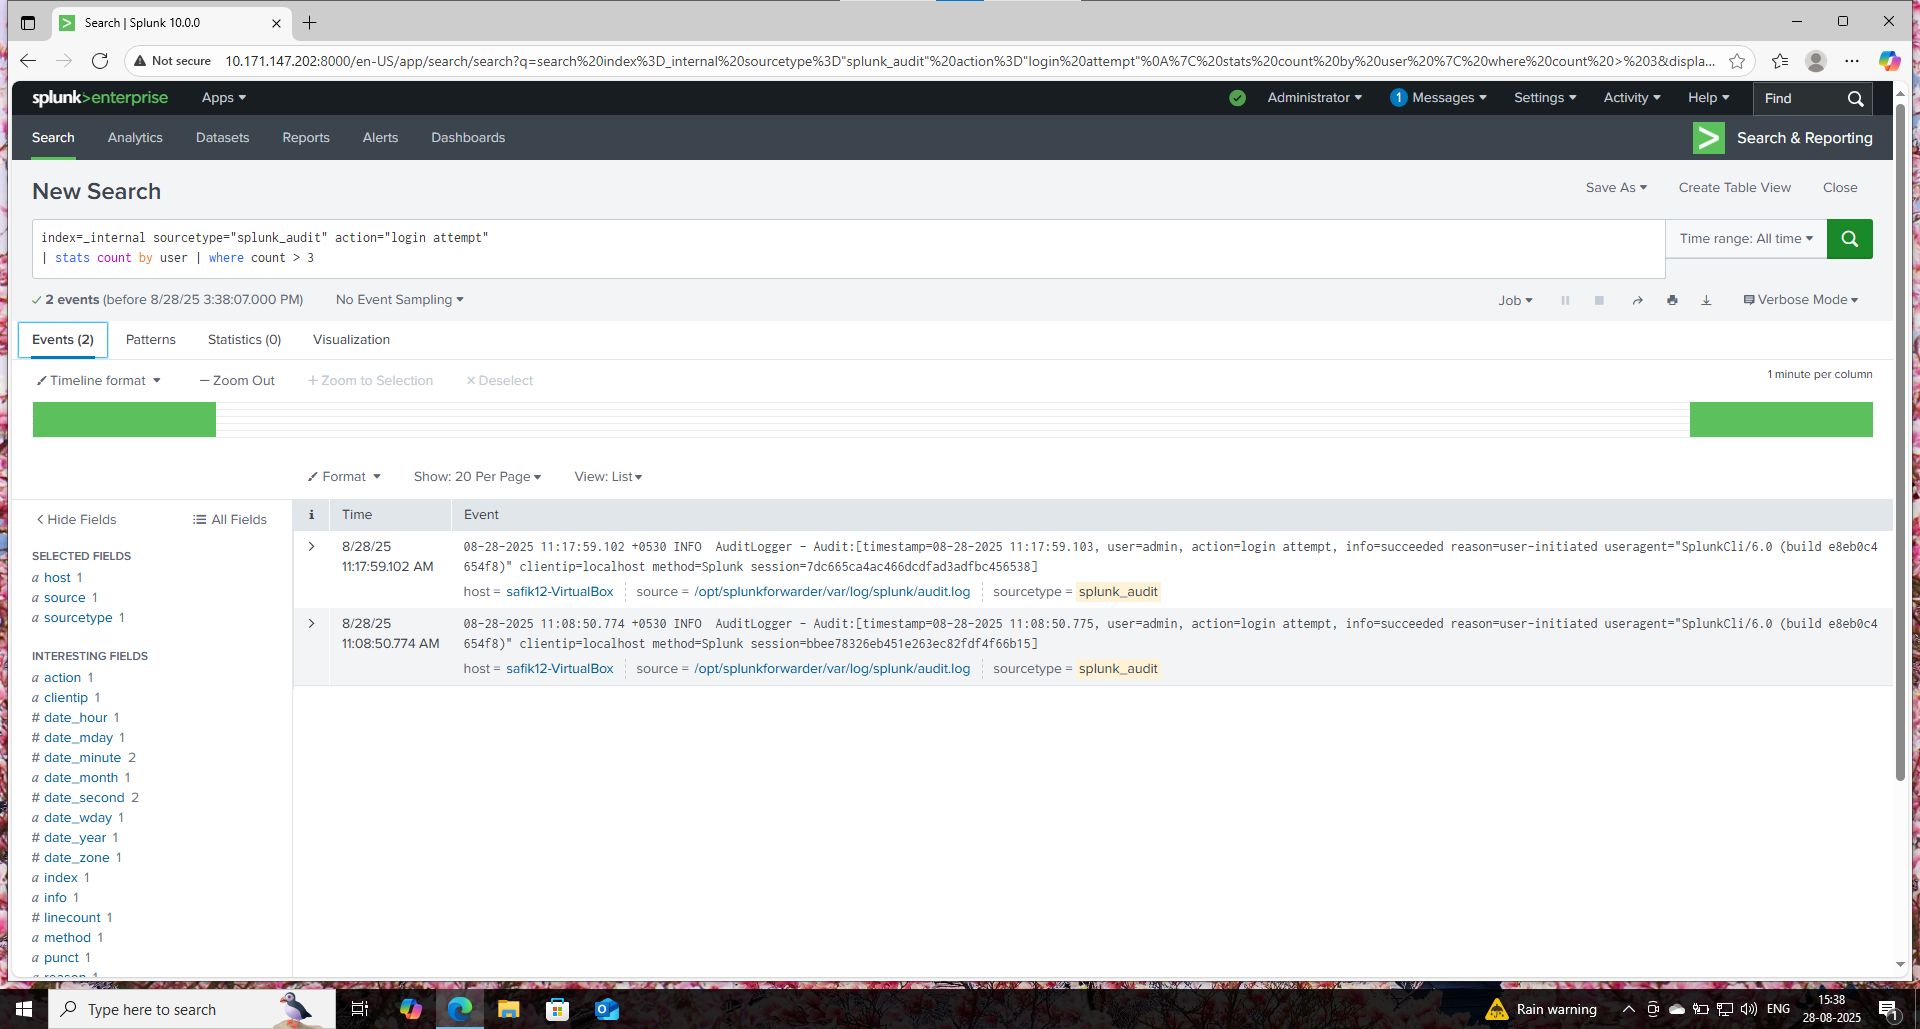 Search | Splunk 10.0.0
Not secure 10.171.147.202:8000/en-US/app/search/search?q=search%20index%3D_internal%20sourcetype%3D"splunk_audit"%20action%3D"login%20attempt"%0A%7C%20stats%20count%20by%20user%20%7C%20where%20count%20>%203&displa...
splunk>enterprise Apps Administrator 1 Messages Settings Activity Help Find
Search Analytics Datasets Reports Alerts Dashboards Search & Reporting
New Search Save As Create Table View Close
index=_internal sourcetype="splunk_audit" action="login attempt"
| stats count by user | where count > 3
Time range: All time
2 events (before 8/28/25 3:38:07.000 PM) No Event Sampling Job Verbose Mode
Events (2) Patterns Statistics (0) Visualization
Timeline format — Zoom Out + Zoom to Selection × Deselect 1 minute per column
Format Show: 20 Per Page View: List
< Hide Fields All Fields
i Time Event
SELECTED FIELDS
a host 1
a source 1
a sourcetype 1
INTERESTING FIELDS
a action 1
a clientip 1
# date_hour 1
# date_mday 1
# date_minute 2
a date_month 1
# date_second 2
a date_wday 1
# date_year 1
# date_zone 1
a index 1
a info 1
# linecount 1
a method 1
a punct 1
a reason 1
8/28/25
11:17:59.102 AM
08-28-2025 11:17:59.102 +0530 INFO AuditLogger - Audit:[timestamp=08-28-2025 11:17:59.103, user=admin, action=login attempt, info=succeeded reason=user-initiated useragent="SplunkCli/6.0 (build e8eb0c4
654f8)" clientip=localhost method=Splunk session=7dc665ca4ac466dcdfad3adfbc456538]
host = safik12-VirtualBox source = /opt/splunkforwarder/var/log/splunk/audit.log sourcetype = splunk_audit
8/28/25
11:08:50.774 AM
08-28-2025 11:08:50.774 +0530 INFO AuditLogger - Audit:[timestamp=08-28-2025 11:08:50.775, user=admin, action=login attempt, info=succeeded reason=user-initiated useragent="SplunkCli/6.0 (build e8eb0c4
654f8)" clientip=localhost method=Splunk session=bbee78326eb451e263ec82fdf4f66b15]
host = safik12-VirtualBox source = /opt/splunkforwarder/var/log/splunk/audit.log sourcetype = splunk_audit
Type here to search
Rain warning ENG 15:38
28-08-2025 1